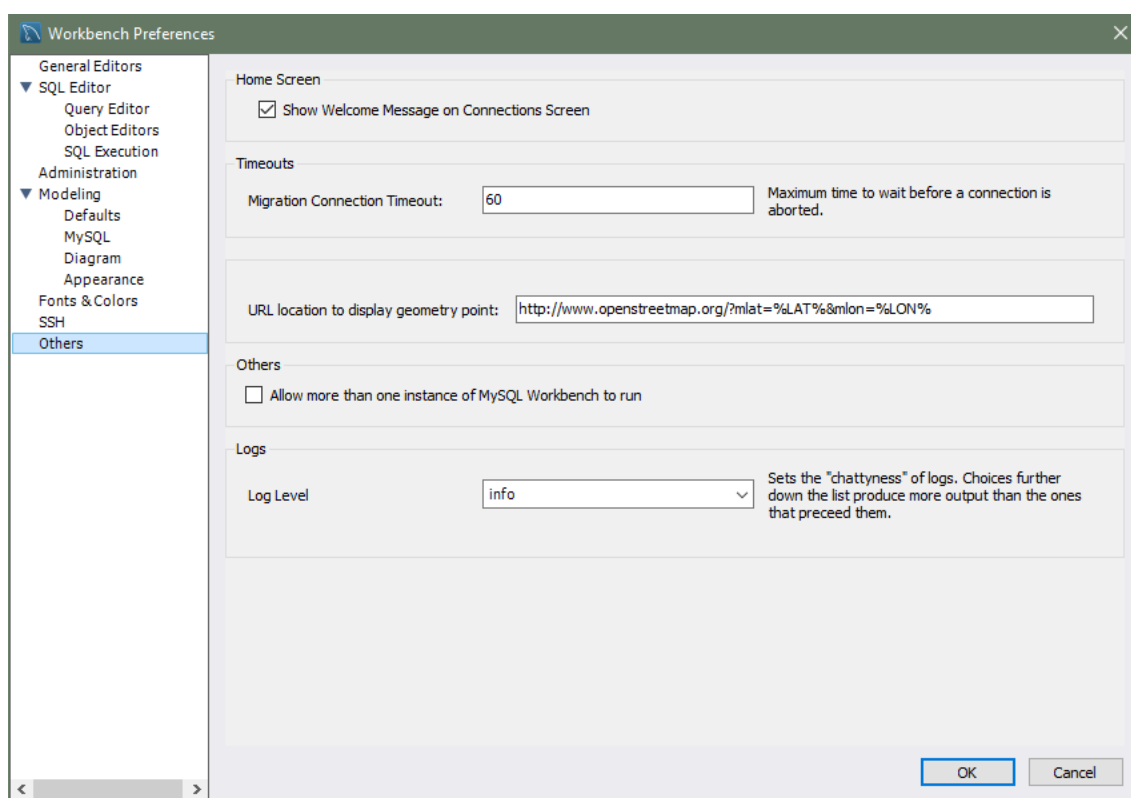 Workbench Preferences
General Editors
SQL Editor
Query Editor
Object Editors
SQL Execution
Administration
Modeling
Defaults
MySQL
Diagram
Appearance
Fonts & Colors
SSH
Others
Home Screen
Show Welcome Message on Connections Screen
Timeouts
Migration Connection Timeout:
60
Maximum time to wait before a connection is
aborted.
URL location to display geometry point:
http://www.openstreetmap.org/?mlat=%LAT%&mlon=%LON%
Others
Allow more than one instance of MySQL Workbench to run
Logs
Log Level
info
Sets the "chattyness" of logs. Choices further
down the list produce more output than the ones
that preceed them.
OK
Cancel